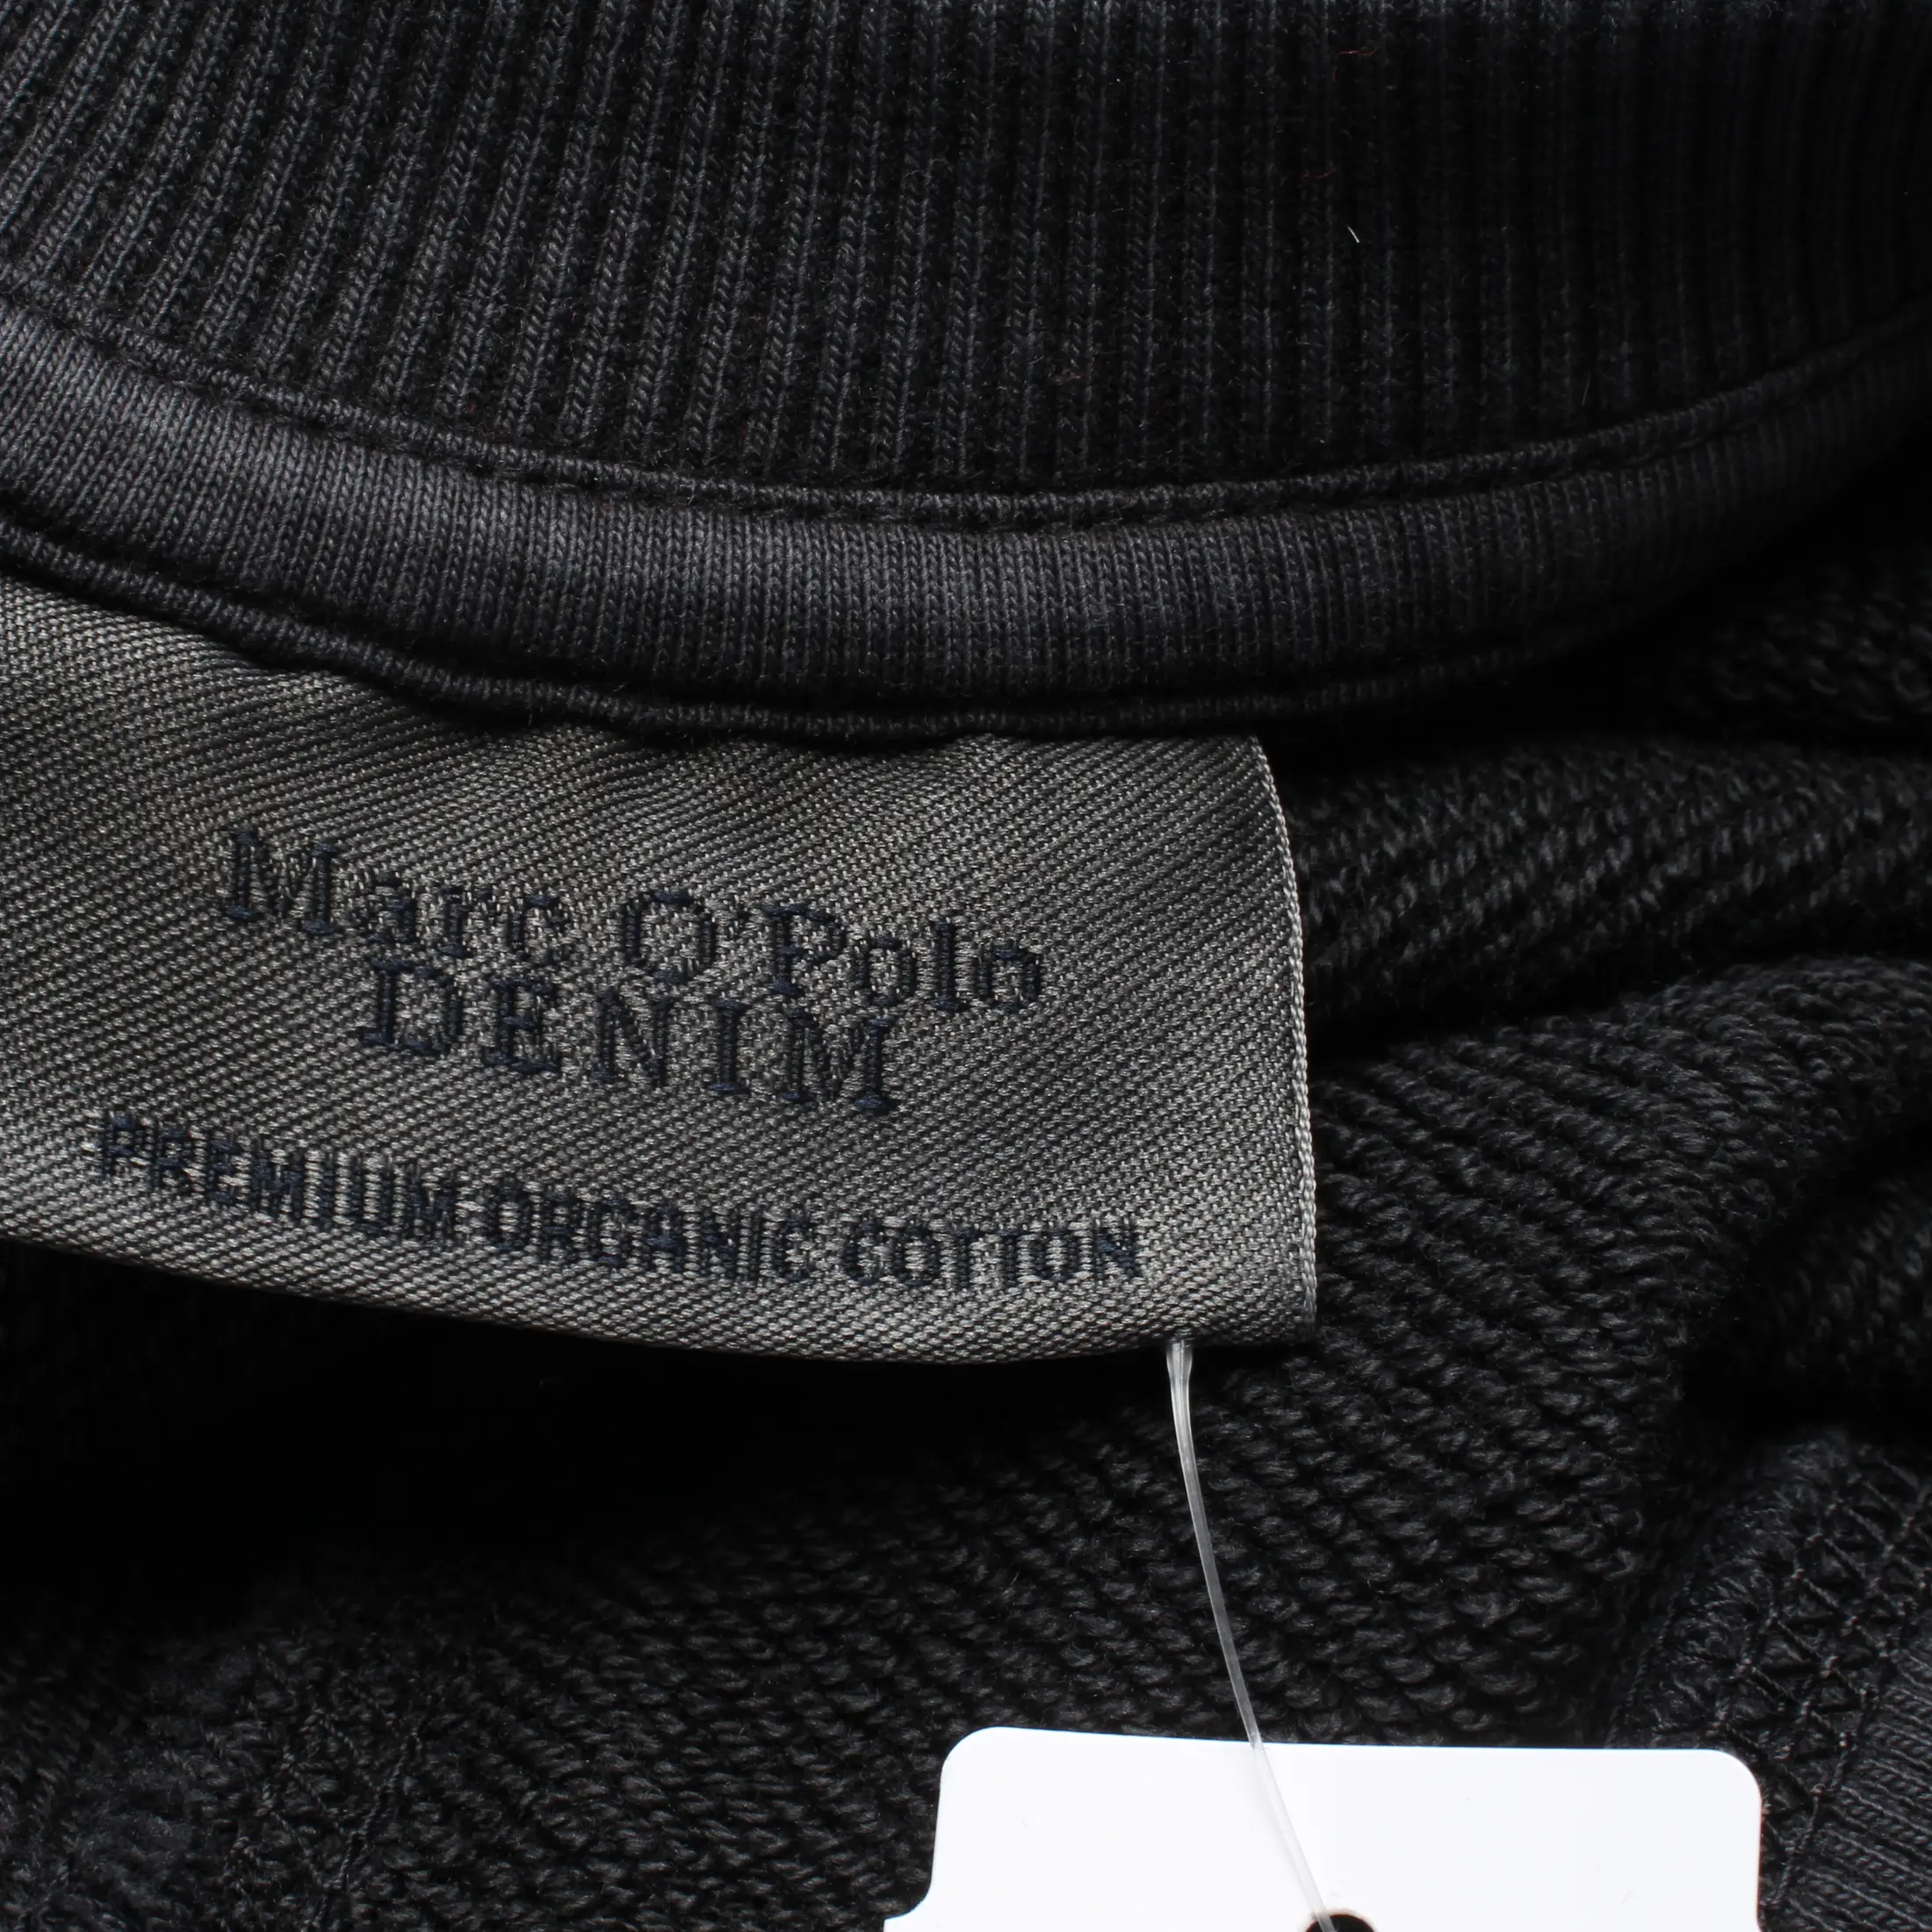 Marc O'Polo
DENIM
PREMIUM ORGANIC COTTON